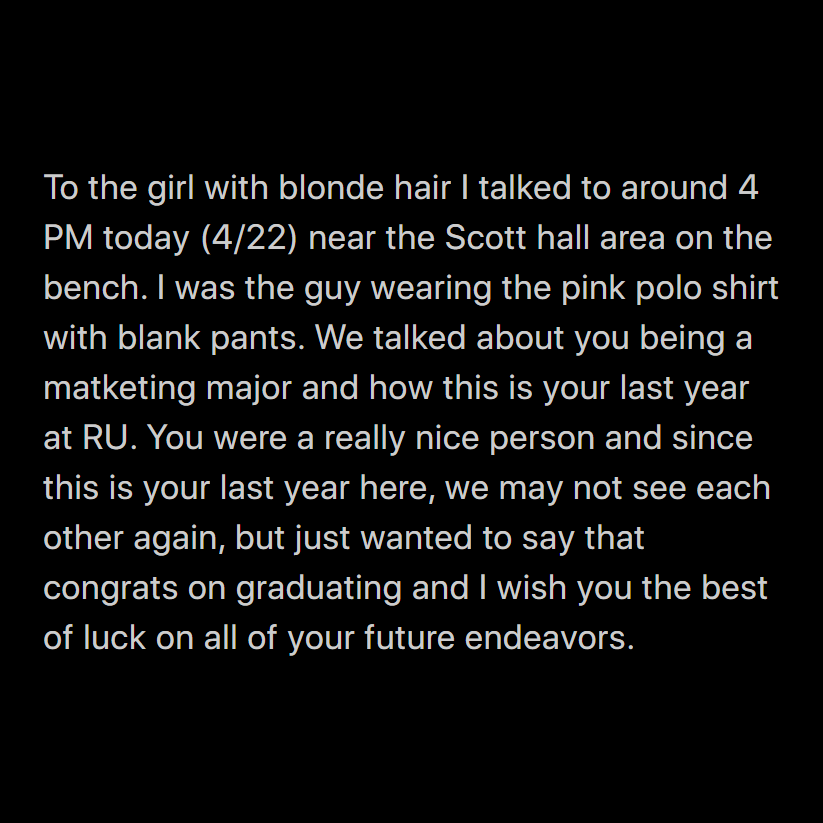 To the girl with blonde hair I talked to around 4
PM today (4/22) near the Scott hall area on the
bench. I was the guy wearing the pink polo shirt
with blank pants. We talked about you being a
matketing major and how this is your last year
at RU. You were a really nice person and since
this is your last year here, we may not see each
other again, but just wanted to say that
congrats on graduating and I wish you the best
of luck on all of your future endeavors.